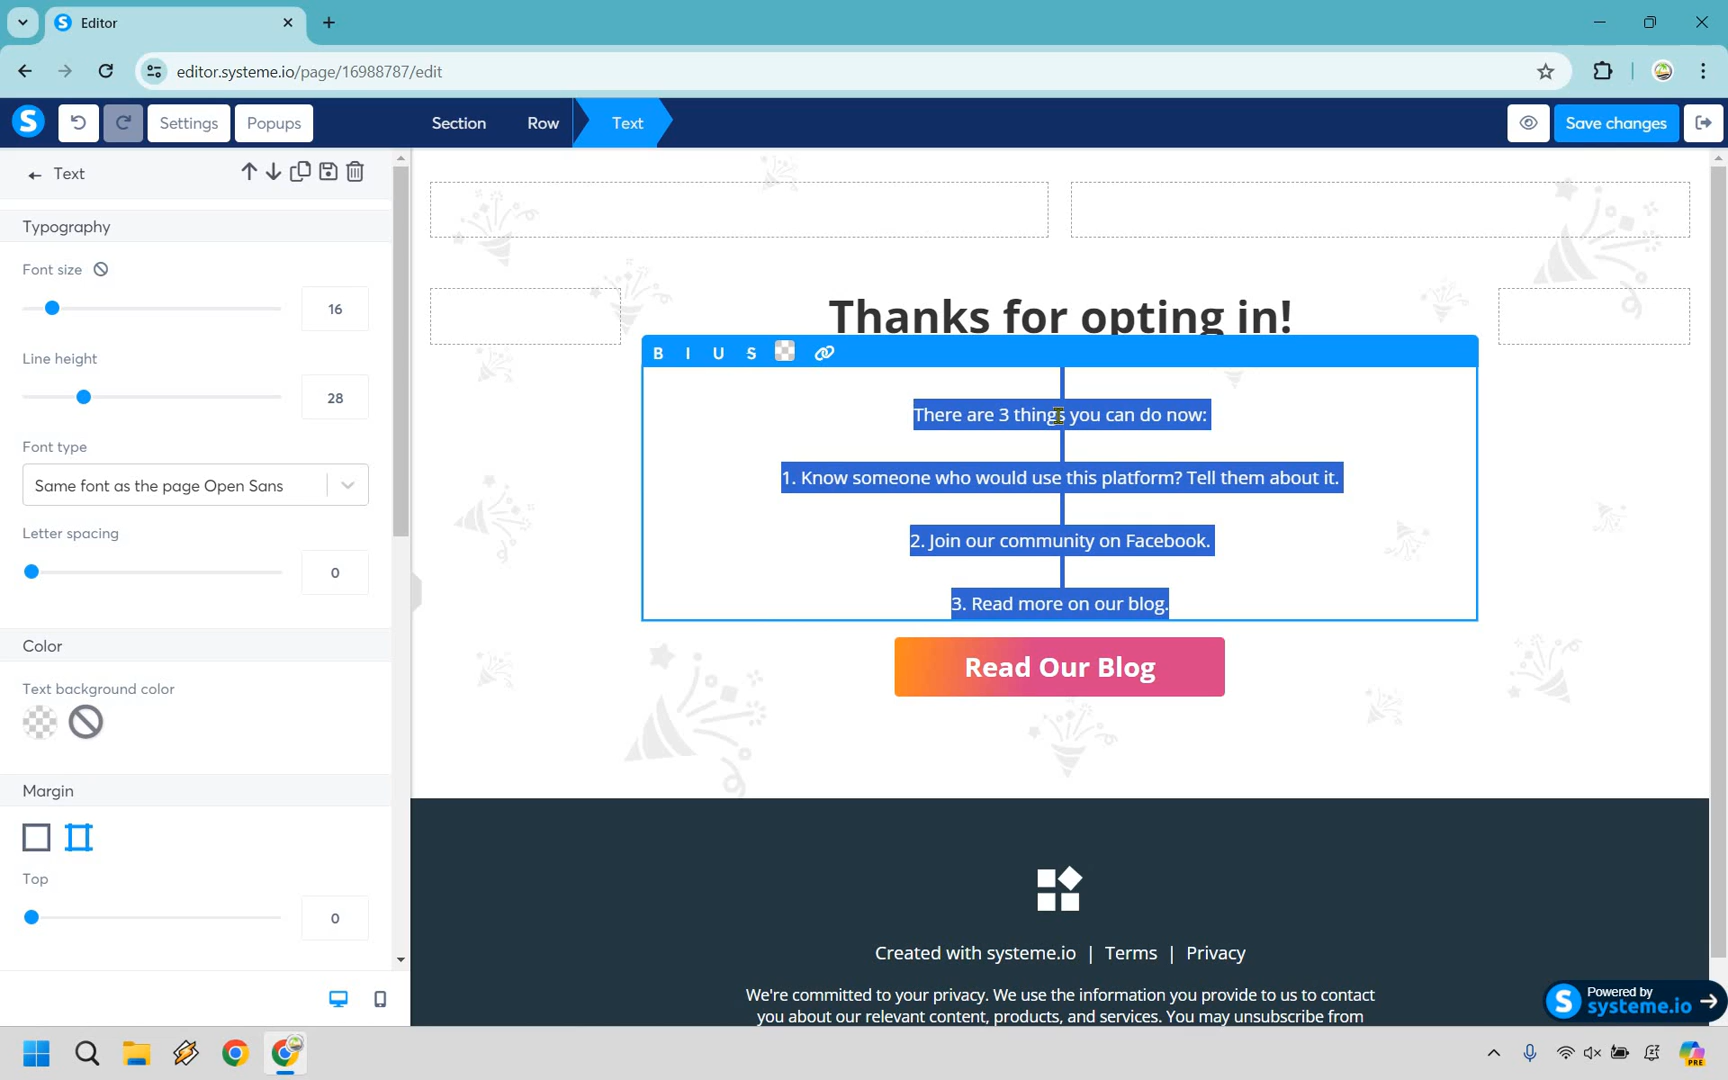 Editor
editor.systeme.io/page/16988787/edit
S
Settings
Popups
Section
Row
Text
Save changes
Text
Typography
Font size
16
Line height
28
Font type
Same font as the page Open Sans
Letter spacing
0
Color
Text background color
Margin
Top
0
Thanks for opting in!
B I U S
There are 3 things you can do now:
1. Know someone who would use this platform? Tell them about it.
2. Join our community on Facebook.
3. Read more on our blog.
Read Our Blog
Created with systeme.io | Terms | Privacy
We're committed to your privacy. We use the information you provide to us to contact
you about our relevant content, products, and services. You may unsubscribe from
S
Powered by
systeme.io
PRE